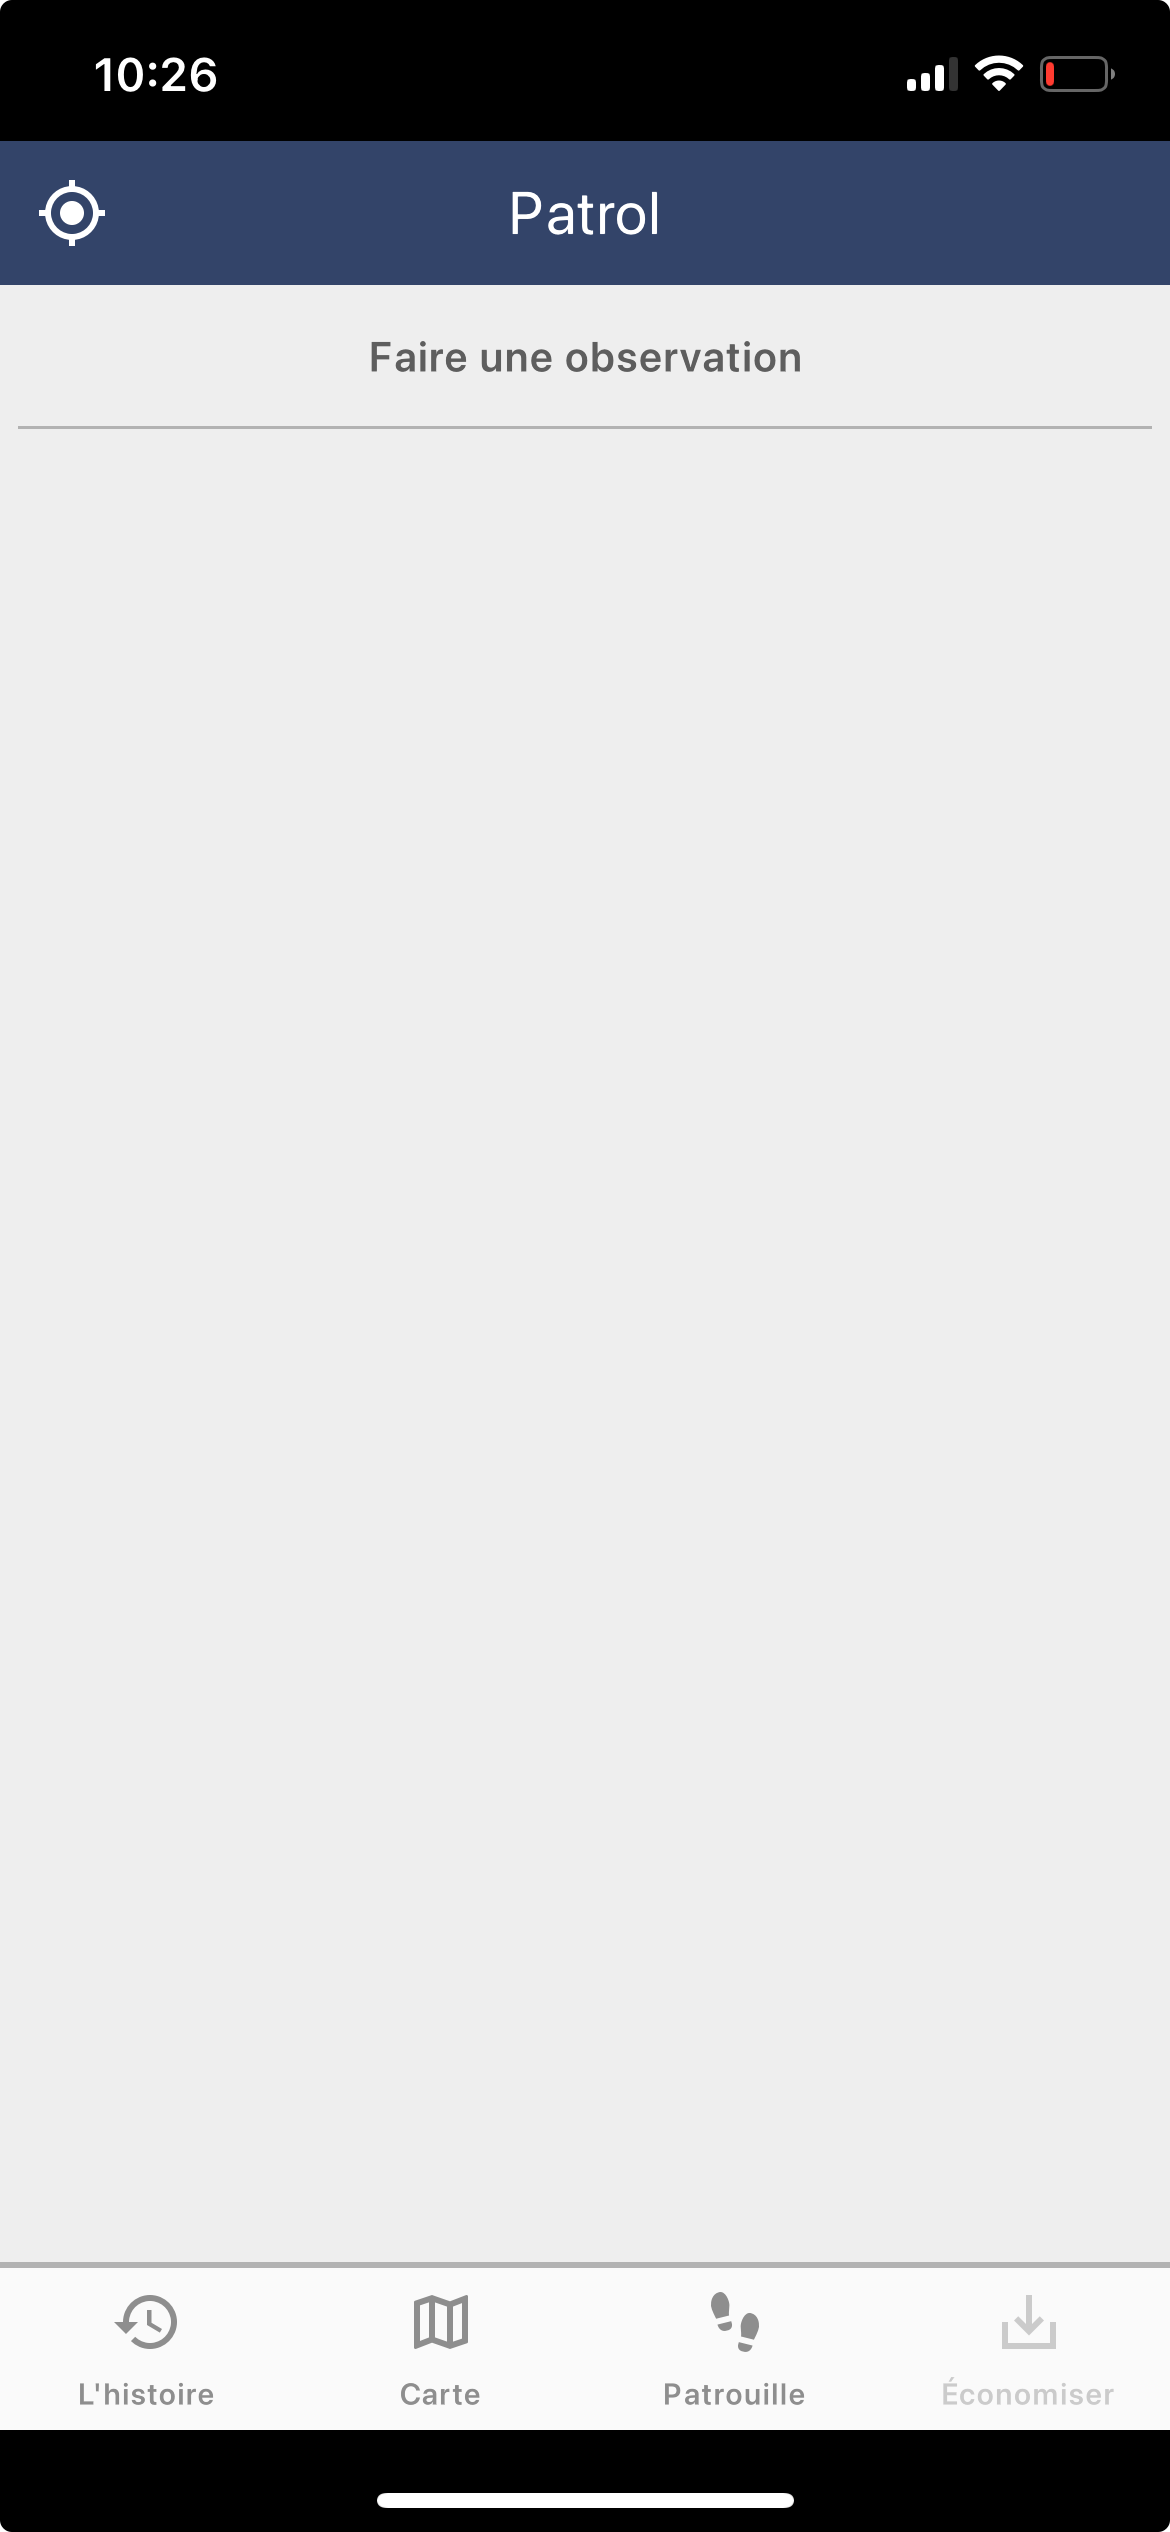 10:26
Patrol
Faire une observation
L'histoire
Carte
Patrouille
Économiser